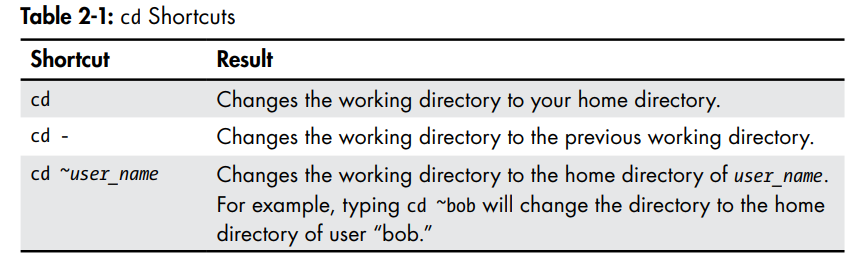 Table 2-1: cd Shortcuts
Shortcut Result
cd Changes the working directory to your home directory.
cd - Changes the working directory to the previous working directory.
cd ~user_name Changes the working directory to the home directory of user_name.
For example, typing cd ~bob will change the directory to the home
directory of user “bob.”